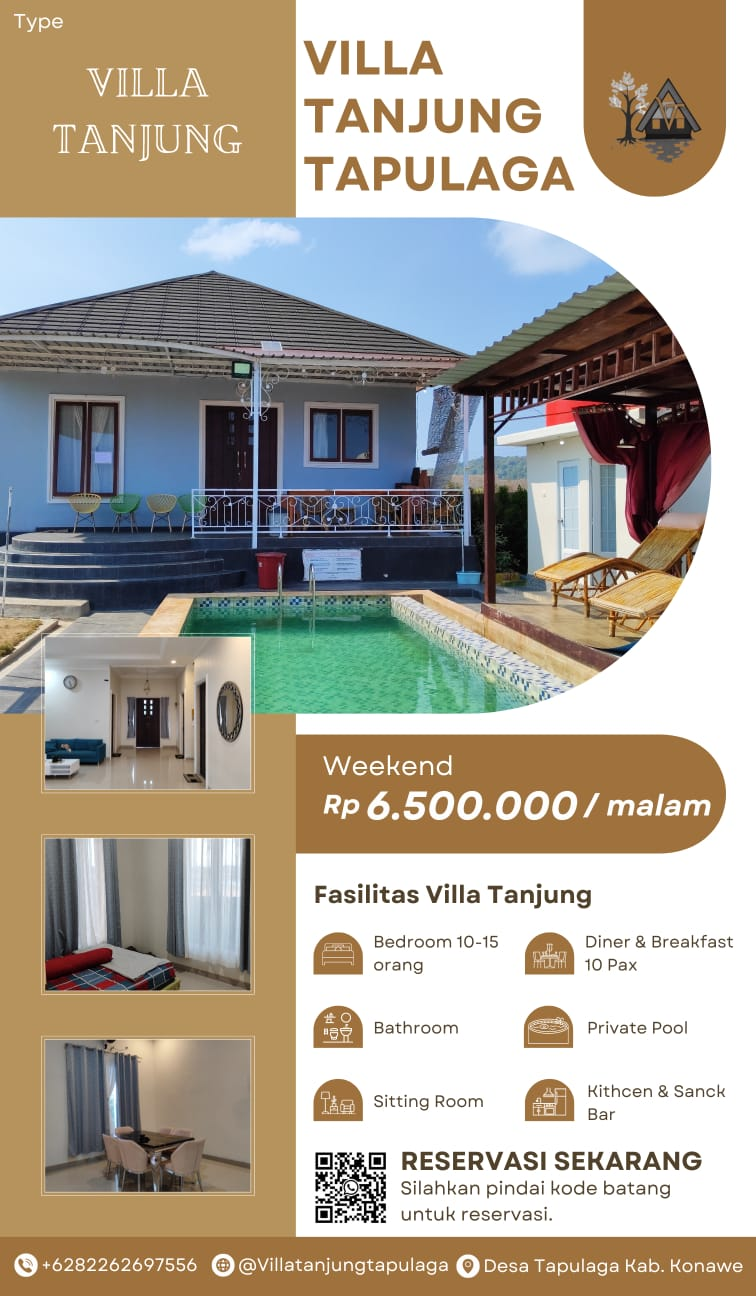 Type
VILLA
TANJUNG
VILLA
TANJUNG
TAPULAGA
Weekend
Rp 6.500.000 / malam
Fasilitas Villa Tanjung
Bedroom 10-15
orang
Diner & Breakfast
10 Pax
Bathroom
Private Pool
Sitting Room
Kithcen & Sanck
Bar
RESERVASI SEKARANG
Silahkan pindai kode batang
untuk reservasi.
+6282262697556
@Villatanjungtapulaga
Desa Tapulaga Kab. Konawe